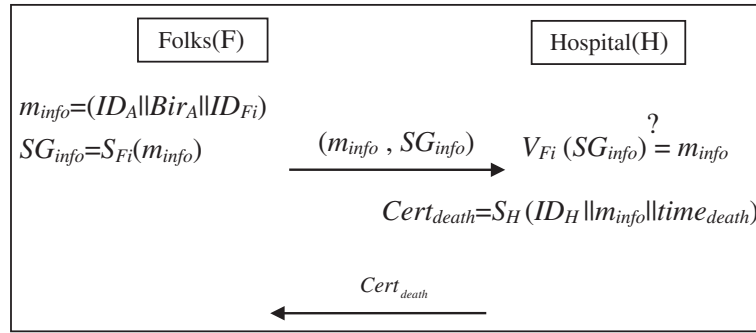 Folks(F) Hospital(H)
m_info=(ID_A||Bir_A||ID_Fi)
SG_info=S_Fi(m_info) (m_info , SG_info) V_Fi (SG_info) ?= m_info
Cert_death=S_H (ID_H ||m_info||time_death)
Cert_death